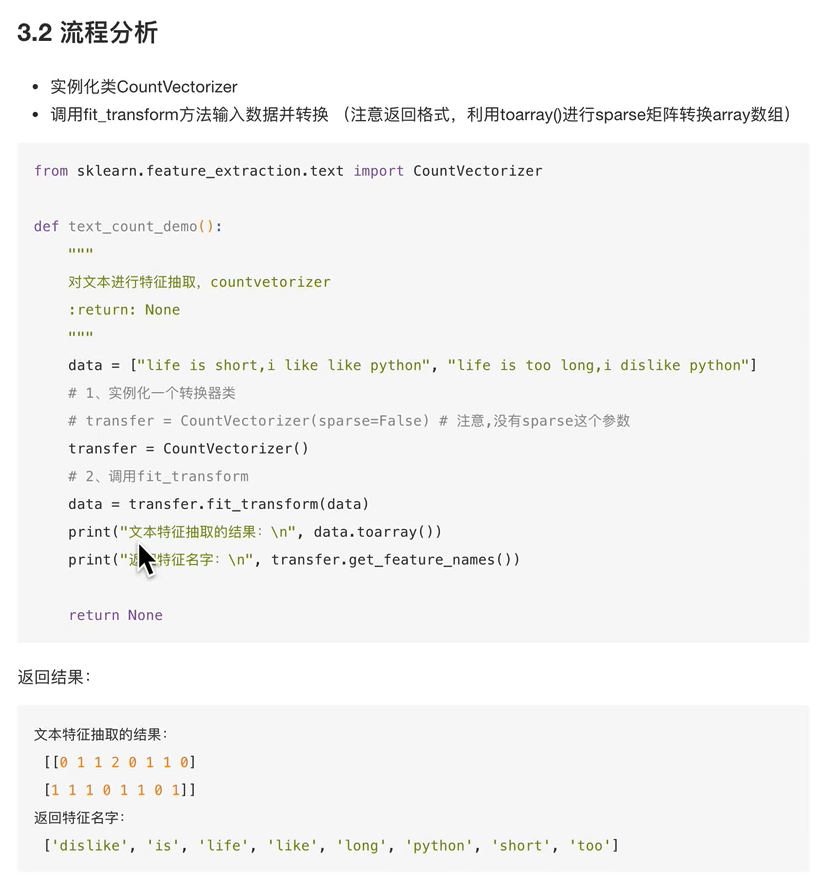 3.2 流程分析
• 实例化类CountVectorizer
• 调用fit_transform方法输入数据并转换 （注意返回格式，利用toarray()进行sparse矩阵转换array数组）
from sklearn.feature_extraction.text import CountVectorizer
def text_count_demo():
"""
对文本进行特征抽取，countvetorizer
:return: None
"""
data = ["life is short,i like like python", "life is too long,i dislike python"]
# 1、实例化一个转换器类
# transfer = CountVectorizer(sparse=False) # 注意,没有sparse这个参数
transfer = CountVectorizer()
# 2、调用fit_transform
data = transfer.fit_transform(data)
print("文本特征抽取的结果：\n", data.toarray())
print("返回特征名字：\n", transfer.get_feature_names())
return None
返回结果：
文本特征抽取的结果：
[[0 1 1 2 0 1 1 0]
[1 1 1 0 1 1 0 1]]
返回特征名字：
['dislike', 'is', 'life', 'like', 'long', 'python', 'short', 'too']